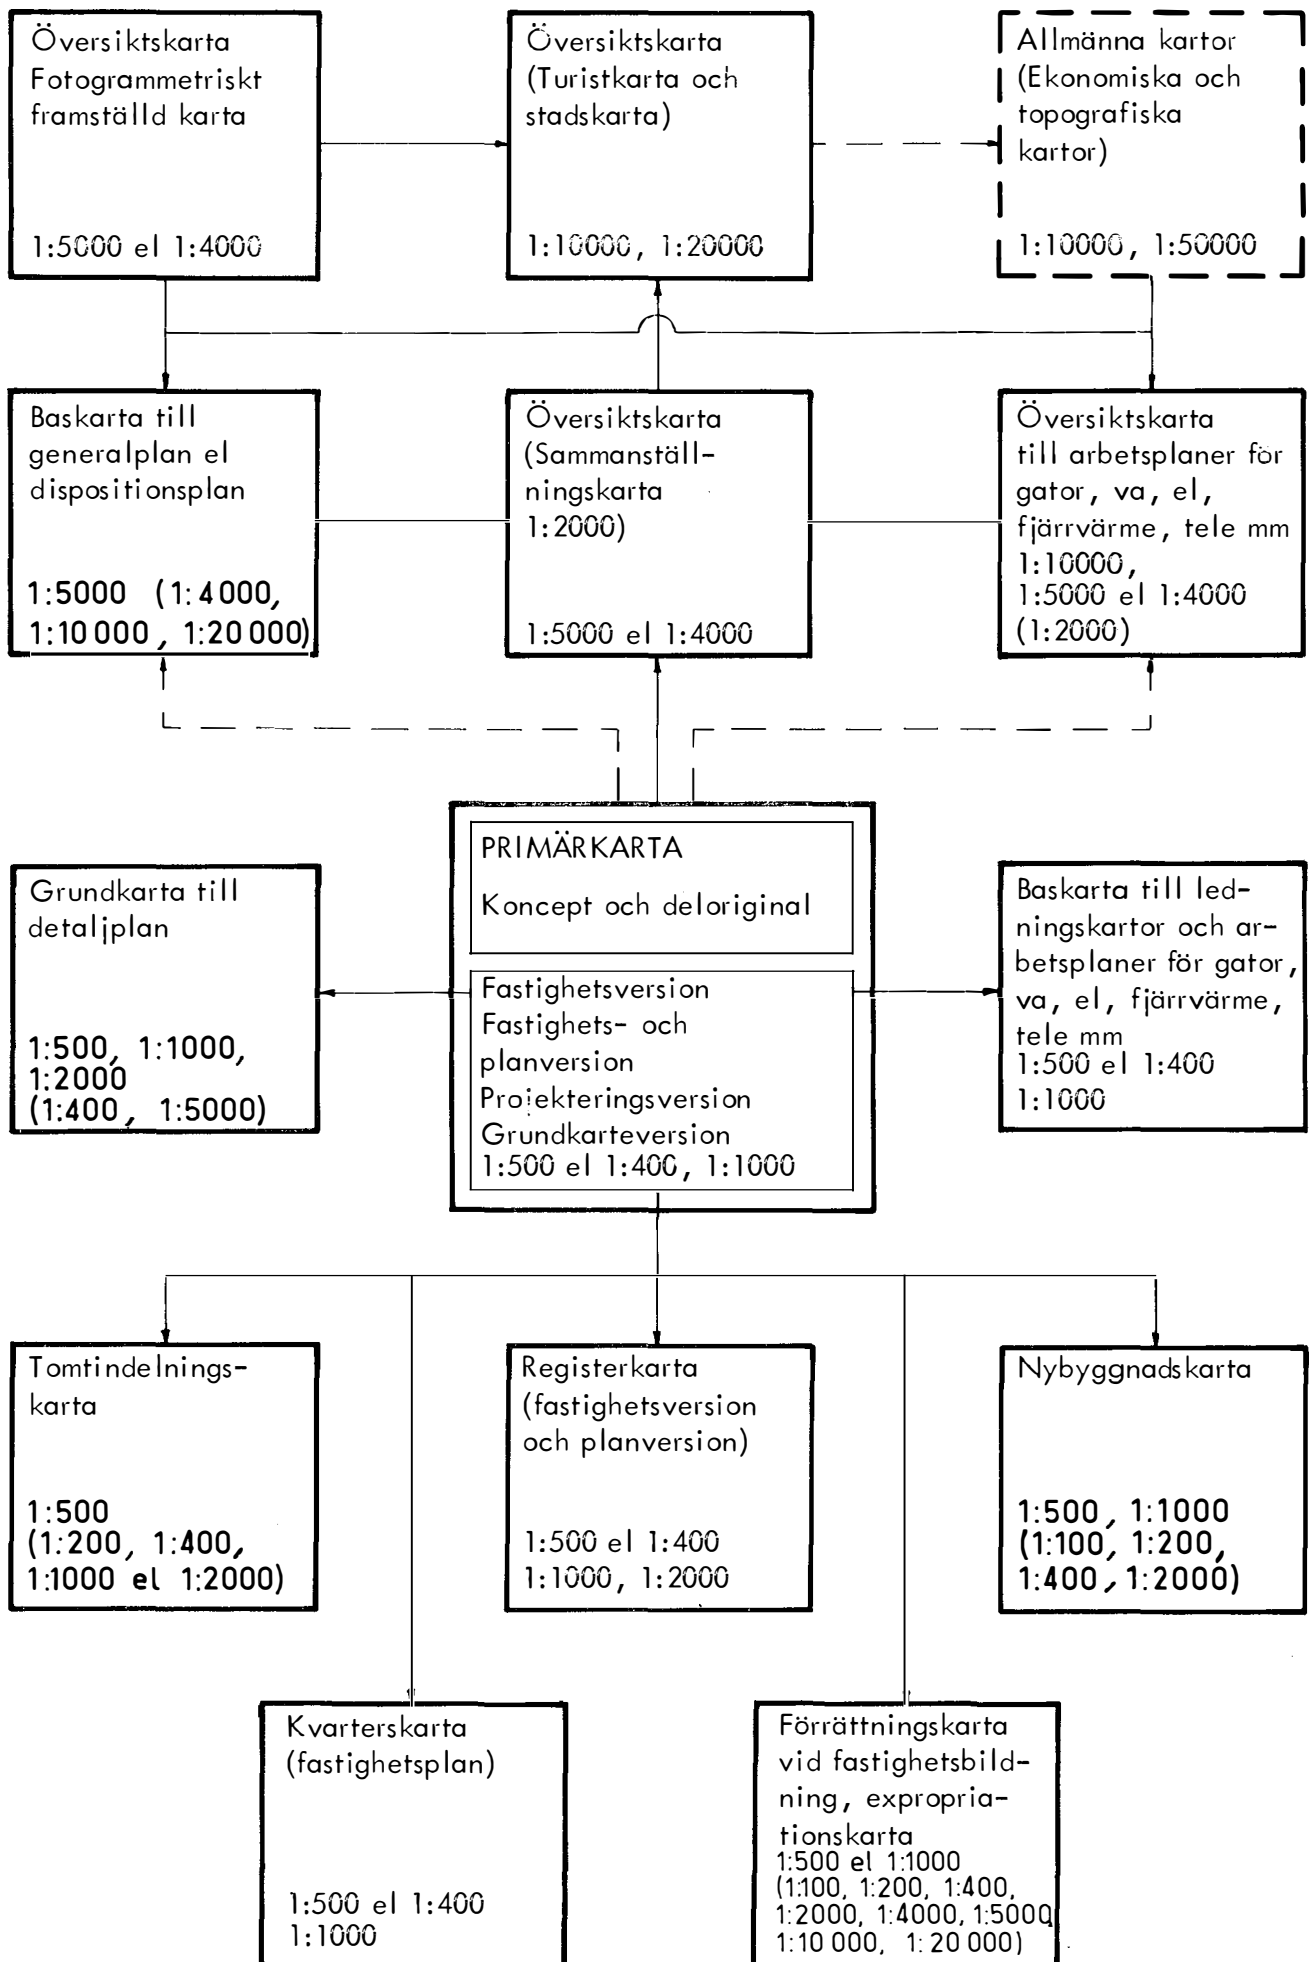 Översiktskarta
Fotogrammetriskt
framställd karta
1:5000 el 1:4000
Översiktskarta
(Turistkarta och
stadskarta)
1:10000, 1:20000
Allmänna kartor
(Ekonomiska och
topografiska
kartor)
1:10000, 1:50000
Baskarta till
generalplan el
dispositionsplan
1:5000 (1:4000,
1:10 000, 1:20 000)
Översiktskarta
(Sammanställ-
ningskarta
1:2000)
1:5000 el 1:4000
Översiktskarta
till arbetsplaner för
gator, va, el,
fjärrvärme, tele mm
1:10000,
1:5000 el 1:4000
(1:2000)
Grundkarta till
detaljplan
1:500, 1:1000,
1:2000
(1:400, 1:5000)
PRIMÄRKARTA
Koncept och deloriginal
Fastighetsversion
Fastighets- och
planversion
Projekteringsversion
Grundkarteversion
1:500 el 1:400, 1:1000
Baskarta till led-
ningskartor och ar-
betsplaner för gator,
va, el, fjärrvärme,
tele mm
1:500 el 1:400
1:1000
Tomtindelnings-
karta
1:500
(1:200, 1:400,
1:1000 el 1:2000)
Registerkarta
(fastighetsversion
och planversion)
1:500 el 1:400
1:1000, 1:2000
Nybyggnadskarta
1:500, 1:1000
(1:100, 1:200,
1:400, 1:2000)
Kvarterskarta
(fastighetsplan)
1:500 el 1:400
1:1000
Förrättningskarta
vid fastighetsbild-
ning, expropria-
tionskarta
1:500 el 1:1000
(1:100, 1:200, 1:400,
1:2000, 1:4000, 1:5000
1:10 000, 1:20 000)